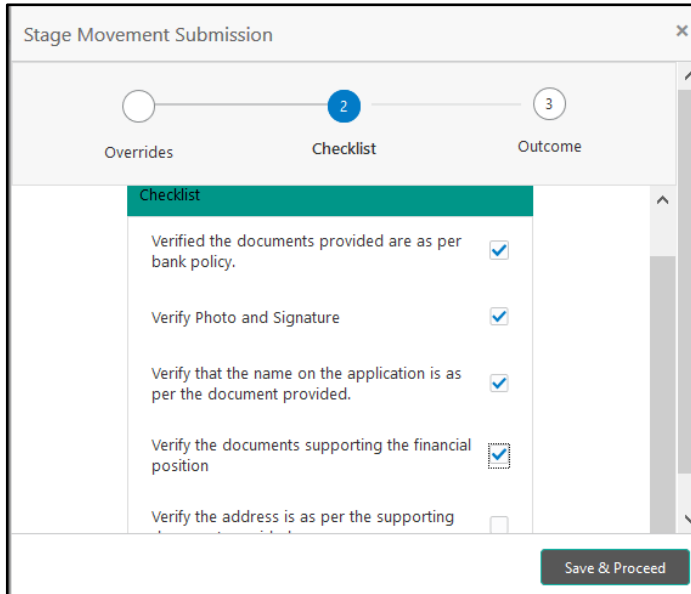 Stage Movement Submission
×
2
3
Overrides
Checklist
Outcome
Checklist
Verified the documents provided are as per
bank policy.
Verify Photo and Signature
Verify that the name on the application is as
per the document provided.
Verify the documents supporting the financial
position
Verify the address is as per the supporting
Save & Proceed